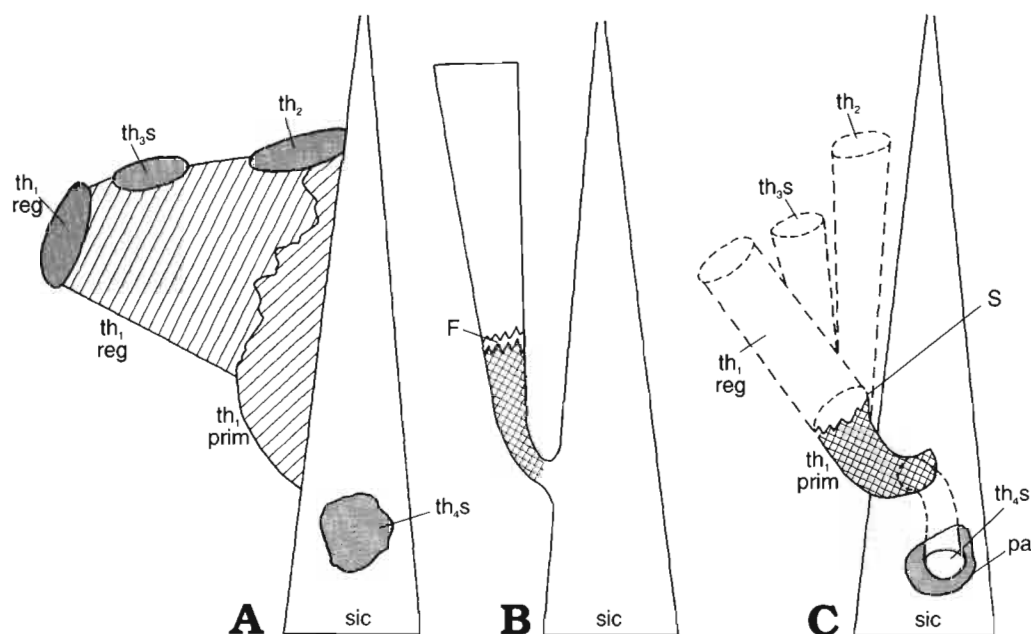 th₂
th₃s
th₁
reg
th₁
reg
th₁
prim
th₄s
A
sic
F
B
sic
th₂
th₃s
S
th₁
reg
th₁
prim
th₄s
pa
C
sic